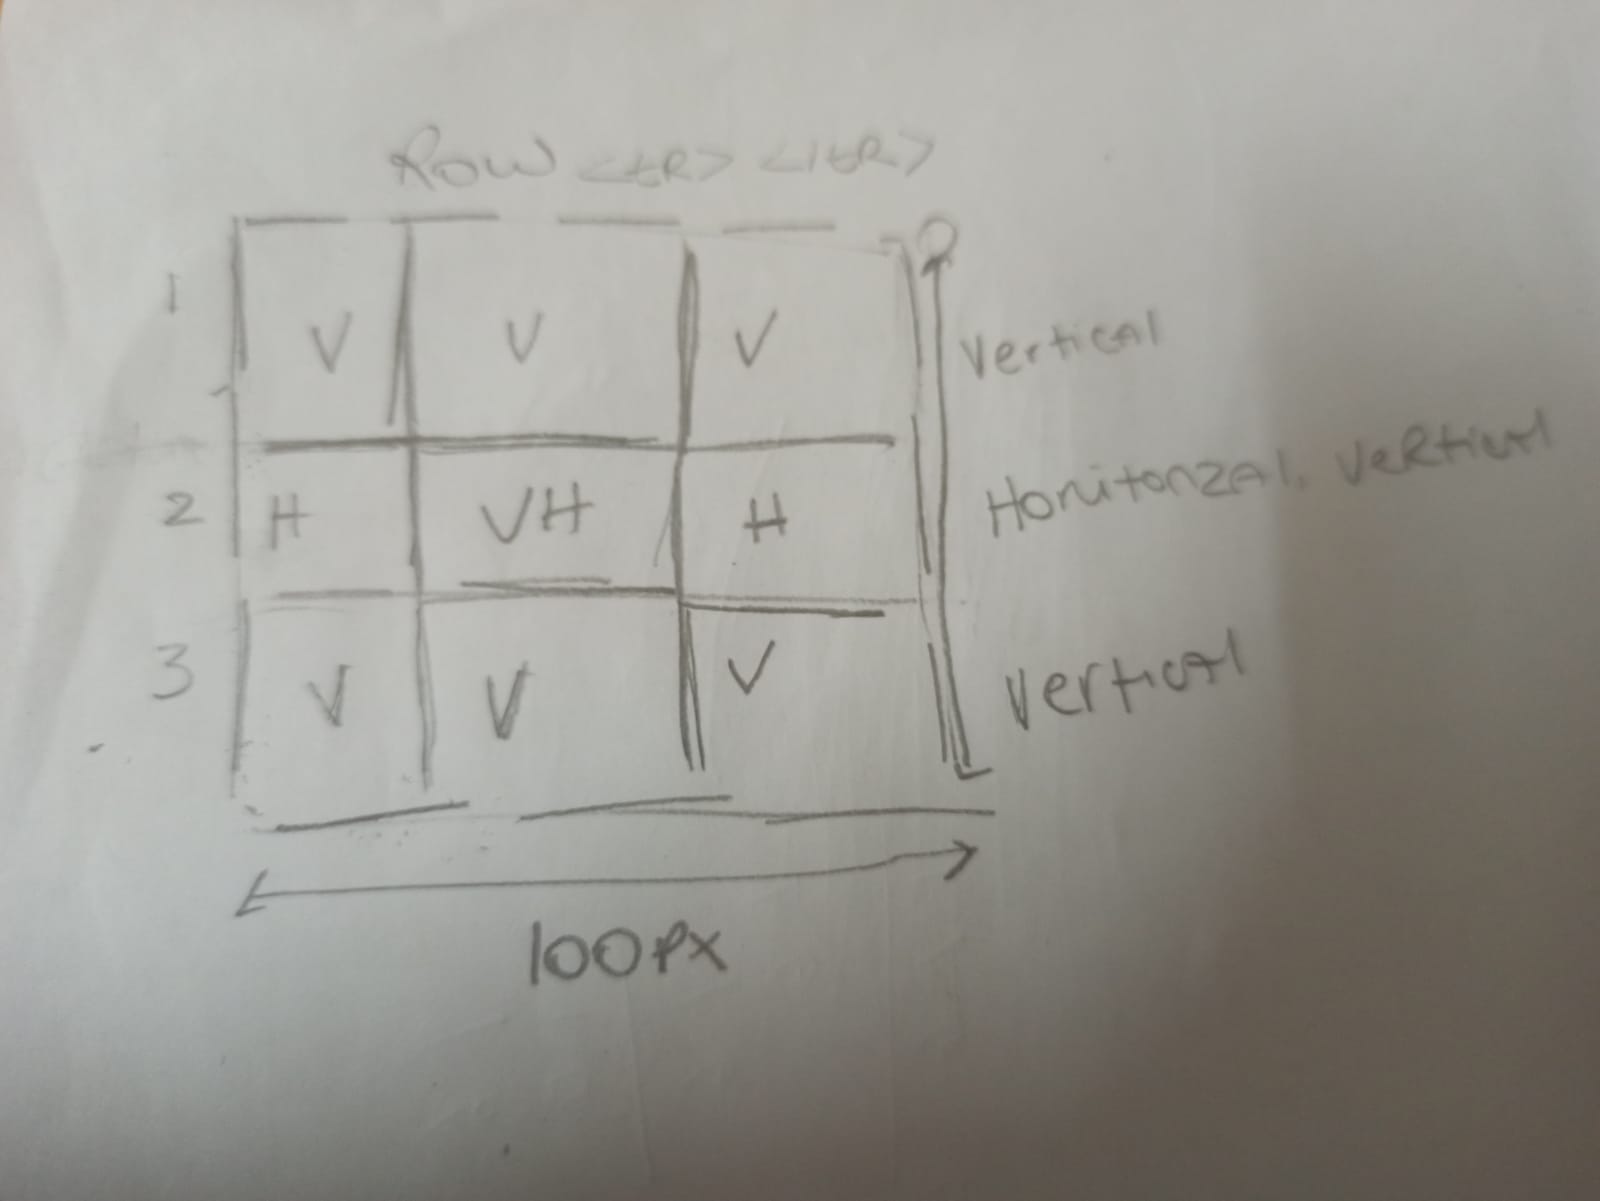 Row <tR> </tR>
1 V V V Vertical
2 H VH H Honitonzal, Vertical
3 V V V Vertical
100px